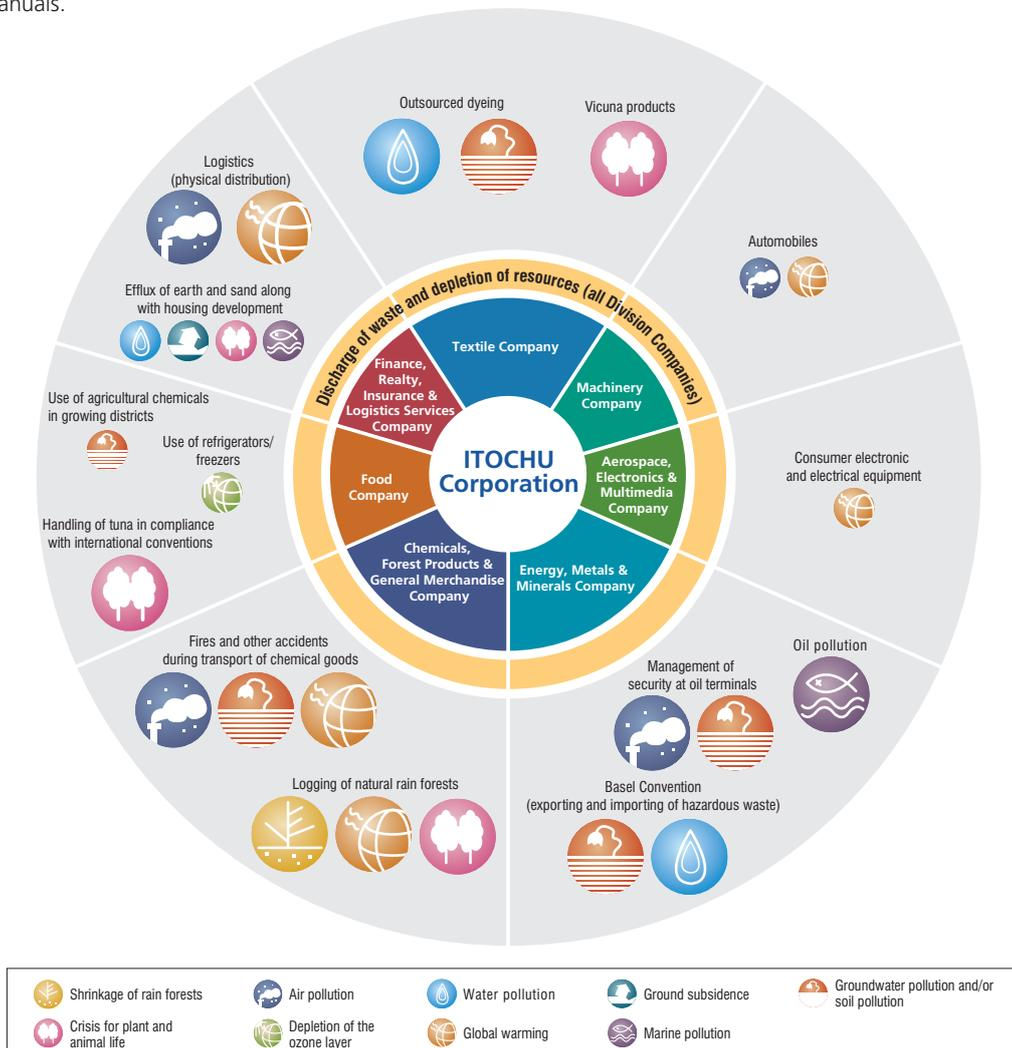 anuals.
Outsourced dyeing
Vicuna products
Logistics
(physical distribution)
Automobiles
Efflux of earth and sand along
with housing development
Discharge of waste and depletion of resources (all Division Companies)
Textile Company
Finance,
Realty,
Insurance &
Logistics Services
Company
Machinery
Company
Use of agricultural chemicals
in growing districts
Use of refrigerators/
freezers
ITOCHU
Corporation
Food
Company
Aerospace,
Electronics &
Multimedia
Company
Consumer electronic
and electrical equipment
Handling of tuna in compliance
with international conventions
Chemicals,
Forest Products &
General Merchandise
Company
Energy, Metals &
Minerals Company
Fires and other accidents
during transport of chemical goods
Oil pollution
Management of
security at oil terminals
Logging of natural rain forests
Basel Convention
(exporting and importing of hazardous waste)
Shrinkage of rain forests
Air pollution
Water pollution
Ground subsidence
Groundwater pollution and/or
soil pollution
Crisis for plant and
animal life
Depletion of the
ozone layer
Global warming
Marine pollution